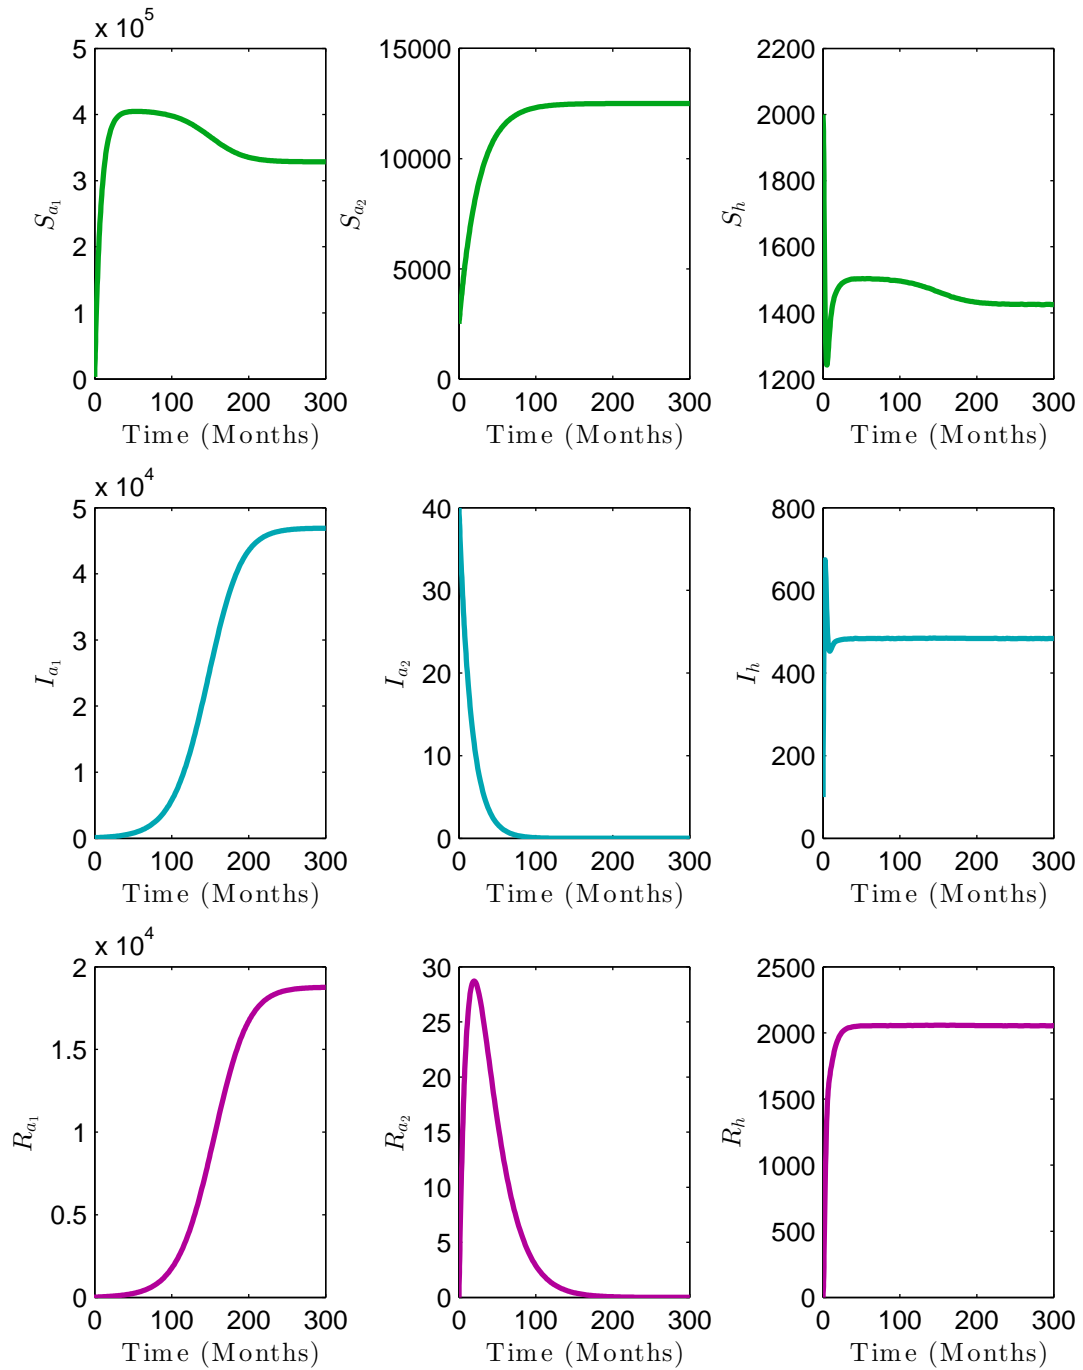 x 10^5
5
4
3
2
1
0
0 100 200 300
S_{a_1}
Time (Months)
15000
10000
5000
0
0 100 200 300
S_{a_2}
Time (Months)
2200
2000
1800
1600
1400
1200
0 100 200 300
S_h
Time (Months)
x 10^4
5
4
3
2
1
0
0 100 200 300
I_{a_1}
Time (Months)
40
30
20
10
0
0 100 200 300
I_{a_2}
Time (Months)
800
600
400
200
0
0 100 200 300
I_h
Time (Months)
x 10^4
2
1.5
1
0.5
0
0 100 200 300
R_{a_1}
Time (Months)
30
25
20
15
10
5
0
0 100 200 300
R_{a_2}
Time (Months)
2500
2000
1500
1000
500
0
0 100 200 300
R_h
Time (Months)